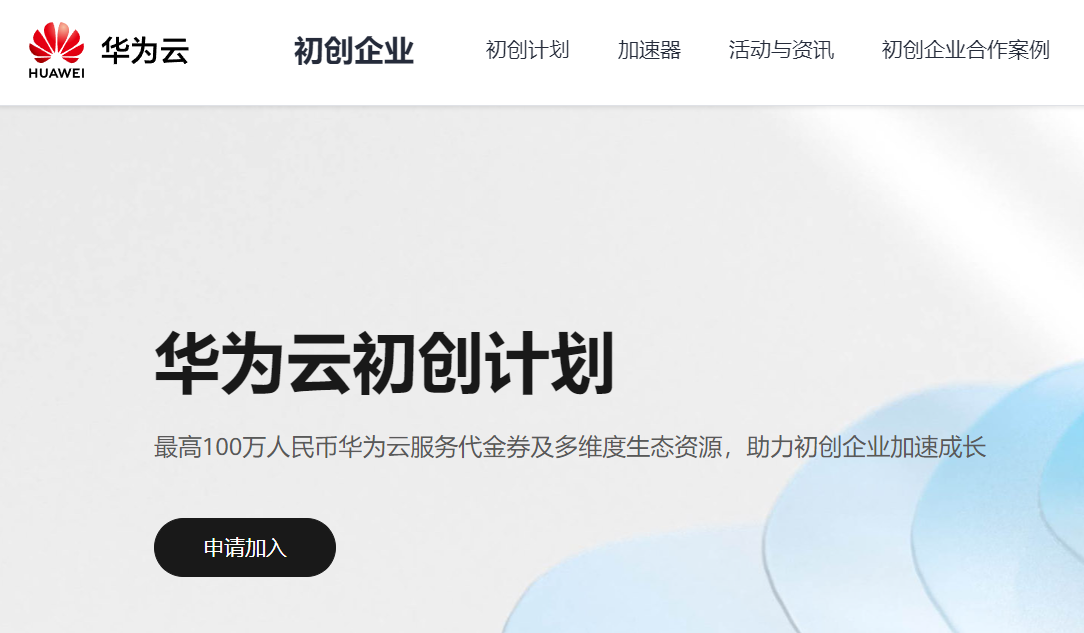 HUAWEI
华为云
初创企业
初创计划
加速器
活动与资讯
初创企业合作案例
华为云初创计划
最高100万人民币华为云服务代金券及多维度生态资源，助力初创企业加速成长
申请加入